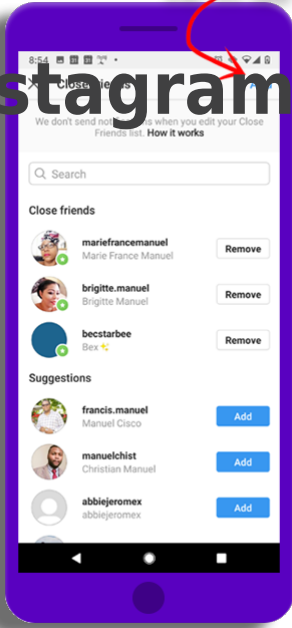 8:54
stagram
Close friends
We don't send notifications when you edit your Close
Friends list. How it works
Search
Close friends
mariefrancemanuel
Marie France Manuel
Remove
brigitte.manuel
Brigitte Manuel
Remove
becstarbee
Bex✨
Remove
Suggestions
francis.manuel
Manuel Cisco
Add
manuelchist
Christian Manuel
Add
abbiejeromex
abbiejeromex
Add